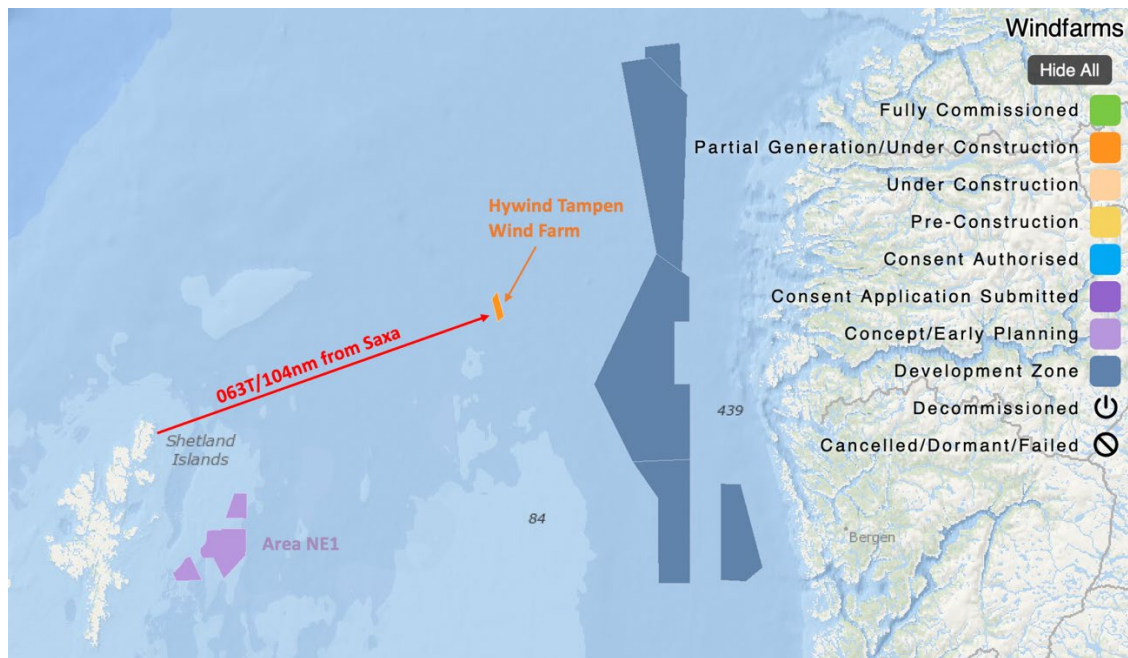 Windfarms
Hide All
Fully Commissioned
Partial Generation/Under Construction
Under Construction
Pre-Construction
Consent Authorised
Consent Application Submitted
Concept/Early Planning
Development Zone
Decommissioned
Cancelled/Dormant/Failed
Hywind Tampen
Wind Farm
063T/104nm from Saxa
Shetland
Islands
439
84
Area NE1
Bergen